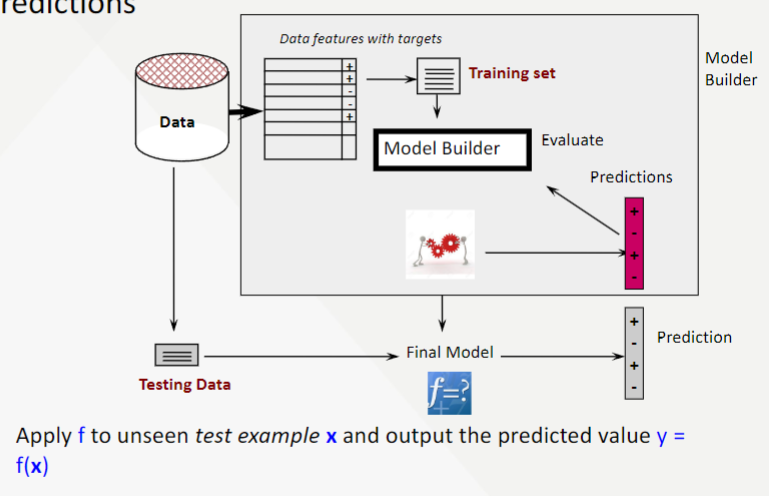 redictions
Data features with targets
Model
Builder
Training set
+
+
-
-
+
Data
Model Builder
Evaluate
Predictions
+
-
+
-
Final Model
Testing Data
+
-
+
-
Prediction
f=?
Apply f to unseen test example x and output the predicted value y =
f(x)